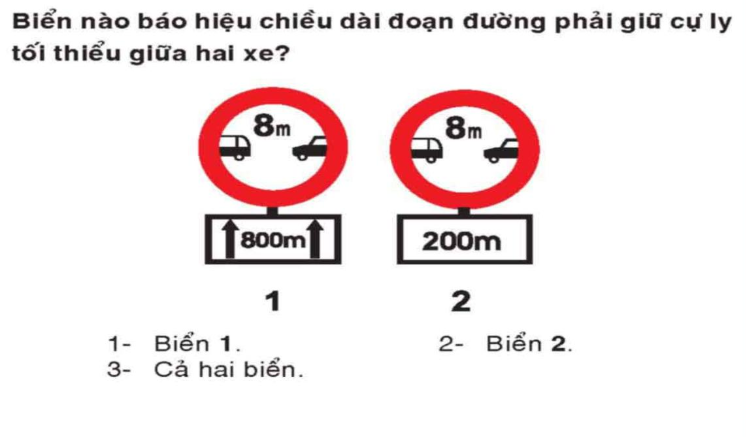 Biển nào báo hiệu chiều dài đoạn đường phải giữ cự ly
tối thiểu giữa hai xe?
8m 8m
800m 200m
1 2
1- Biển 1. 2- Biển 2.
3- Cả hai biển.